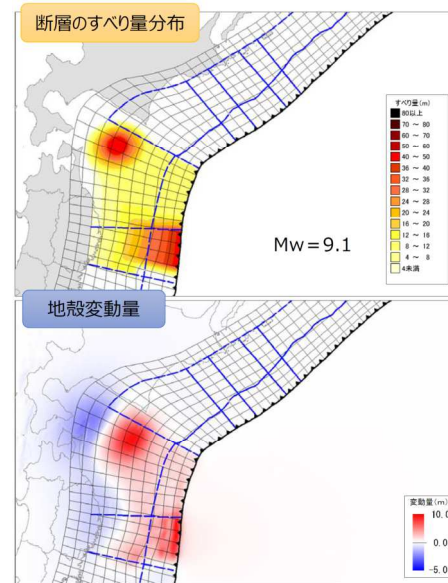 断層のすべり量分布
すべり量(m)
80以上
70 ～ 80
60 ～ 70
50 ～ 60
40 ～ 50
36 ～ 40
32 ～ 36
28 ～ 32
24 ～ 28
20 ～ 24
16 ～ 20
12 ～ 16
8 ～ 12
4 ～ 8
4未満
Mw＝9.1
地殻変動量
変動量(m)
10.0
0.0
-5.0